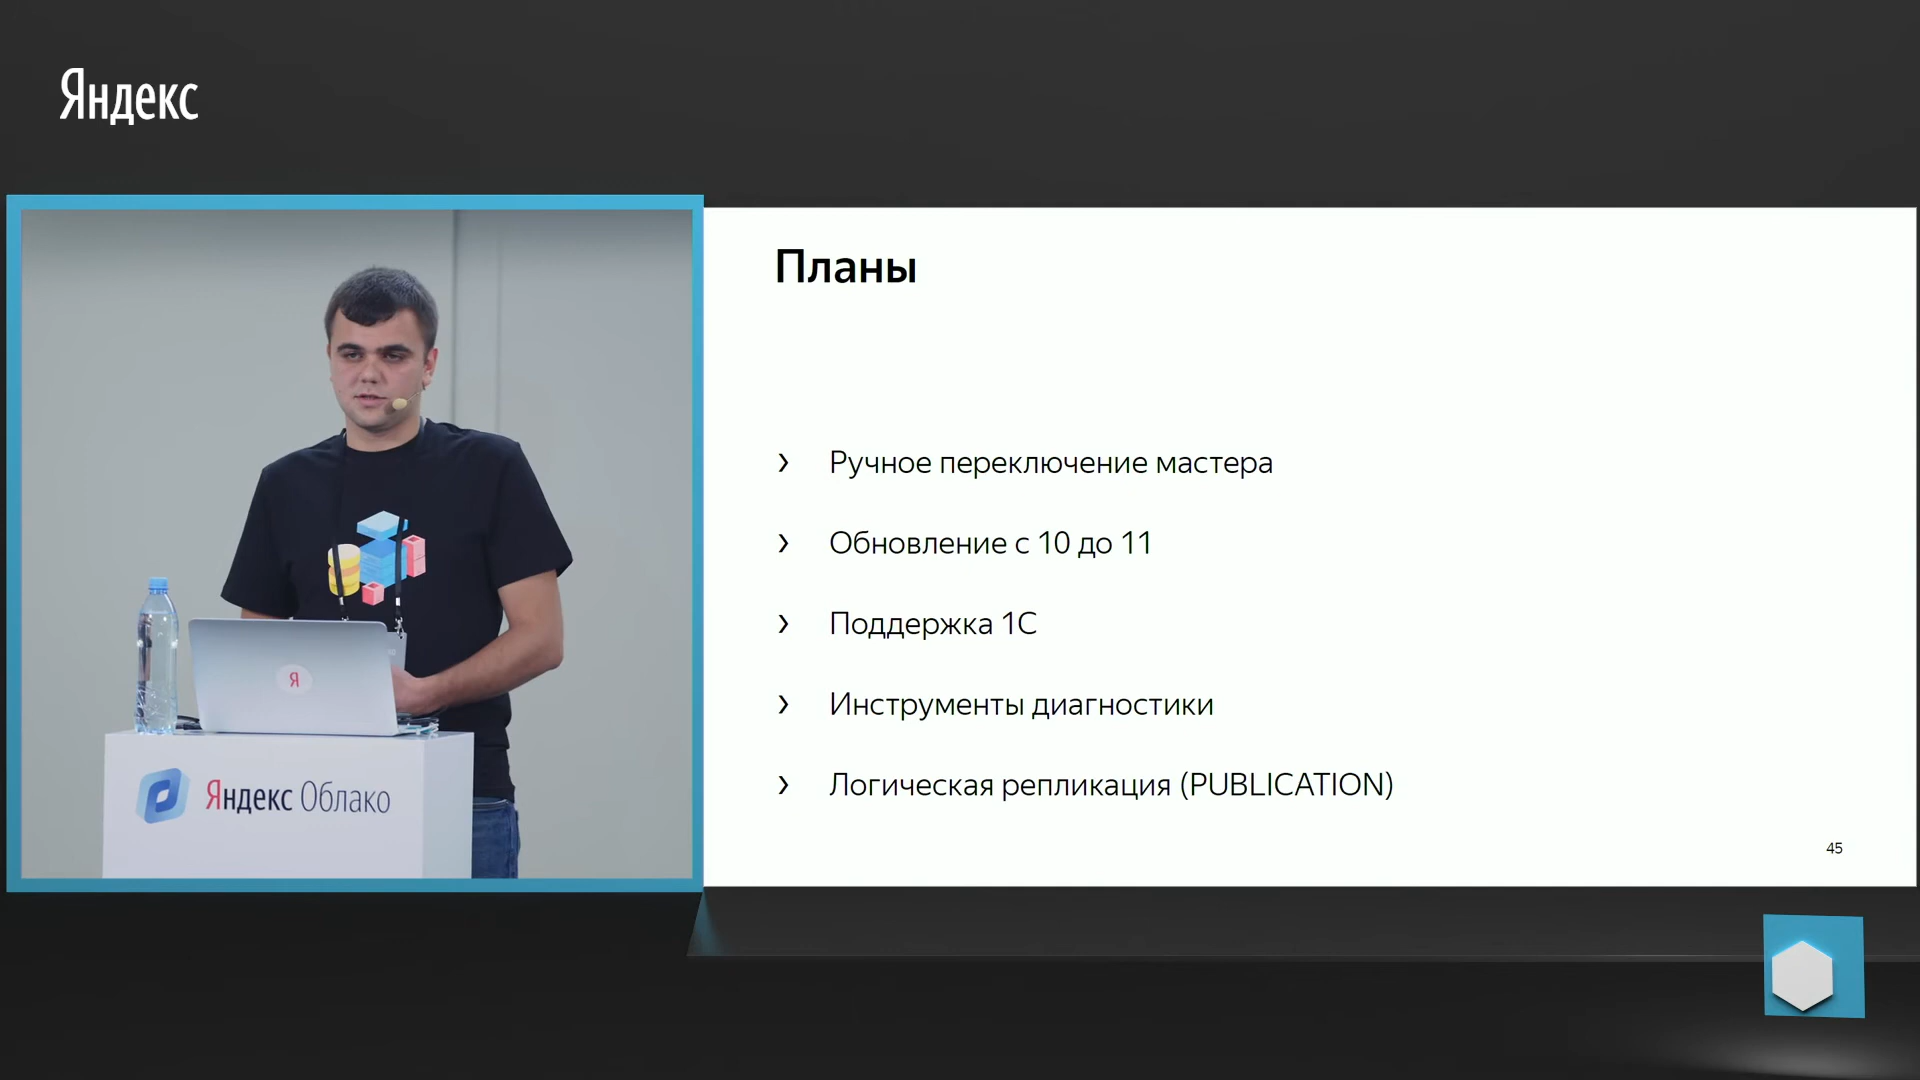 Яндекс
Планы
› Ручное переключение мастера
› Обновление с 10 до 11
› Поддержка 1С
› Инструменты диагностики
› Логическая репликация (PUBLICATION)
45
Я
Яндекс Облако